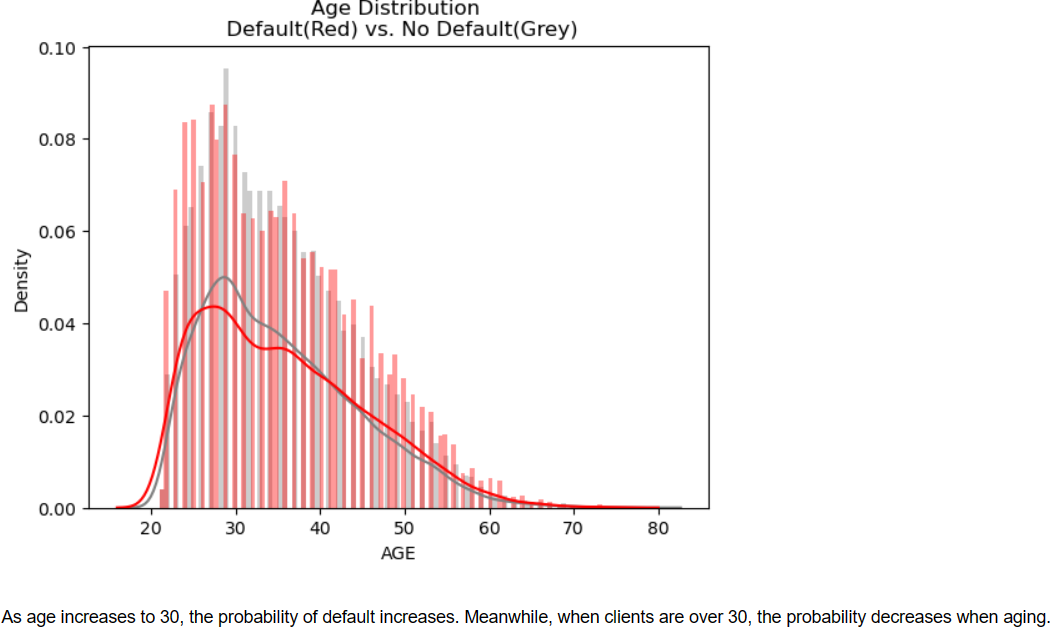 Age Distribution
Default(Red) vs. No Default(Grey)
0.10
0.08
0.06
0.04
0.02
0.00
Density
20 30 40 50 60 70 80
AGE
As age increases to 30, the probability of default increases. Meanwhile, when clients are over 30, the probability decreases when aging.